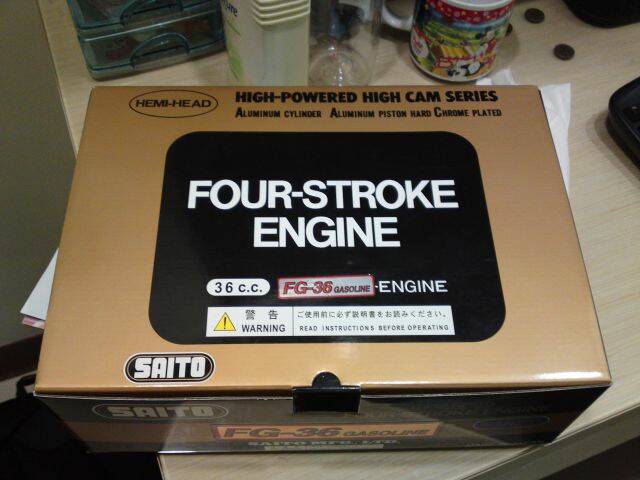 HEMI-HEAD
HIGH-POWERED HIGH CAM SERIES
ALUMINUM CYLINDER ALUMINUM PISTON HARD CHROME PLATED
FOUR-STROKE
ENGINE
36 c.c. FG-36 GASOLINE -ENGINE
警告 ご使用前に必ず説明書をお読みください。
WARNING READ INSTRUCTIONS BEFORE OPERATING
SAITO
SAITO
FG-36 GASOLINE
SAITO MFG. LTD.